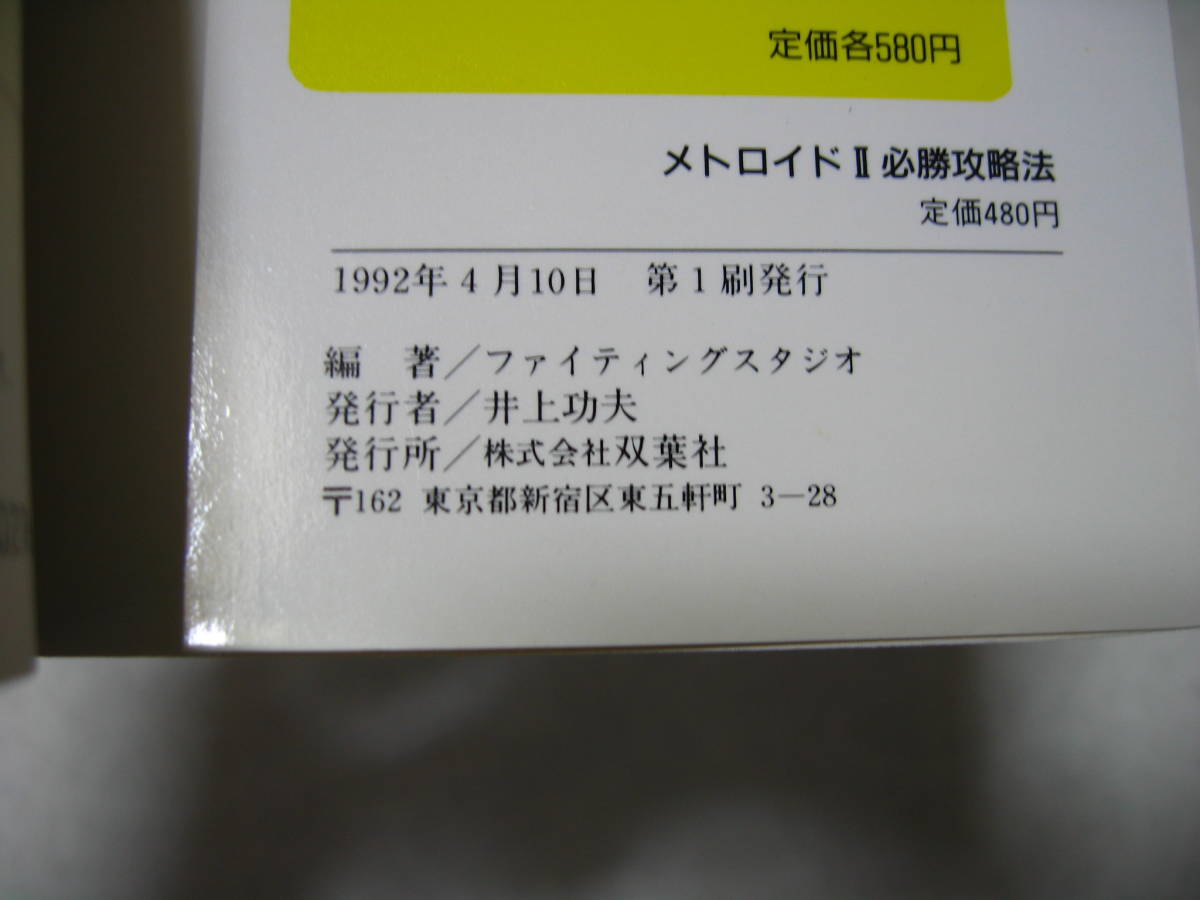 定価各580円
メトロイドⅡ必勝攻略法
定価480円
1992年4月10日 第1刷発行
編 著／ファイティングスタジオ
発行者／井上功夫
発行所／株式会社双葉社
〒162 東京都新宿区東五軒町 3―28